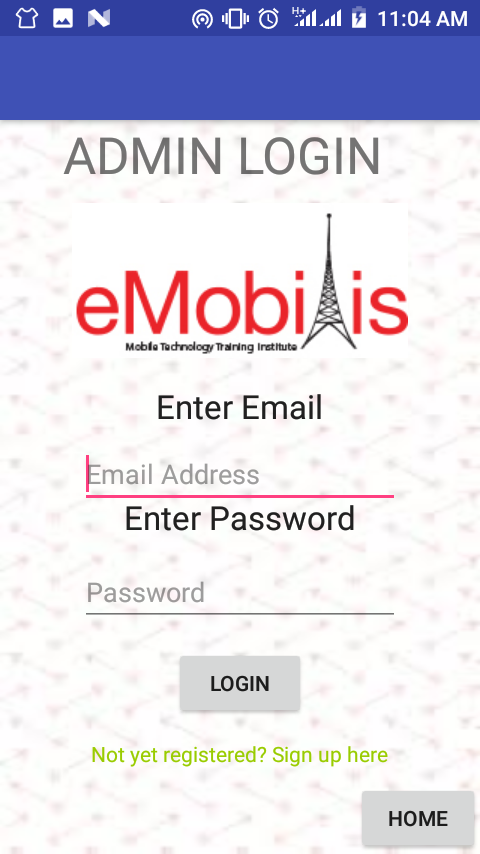 H+ 11:04 AM
ADMIN LOGIN
eMobilis
Mobile Technology Training Institute
Enter Email
Email Address
Enter Password
Password
LOGIN
Not yet registered? Sign up here
HOME